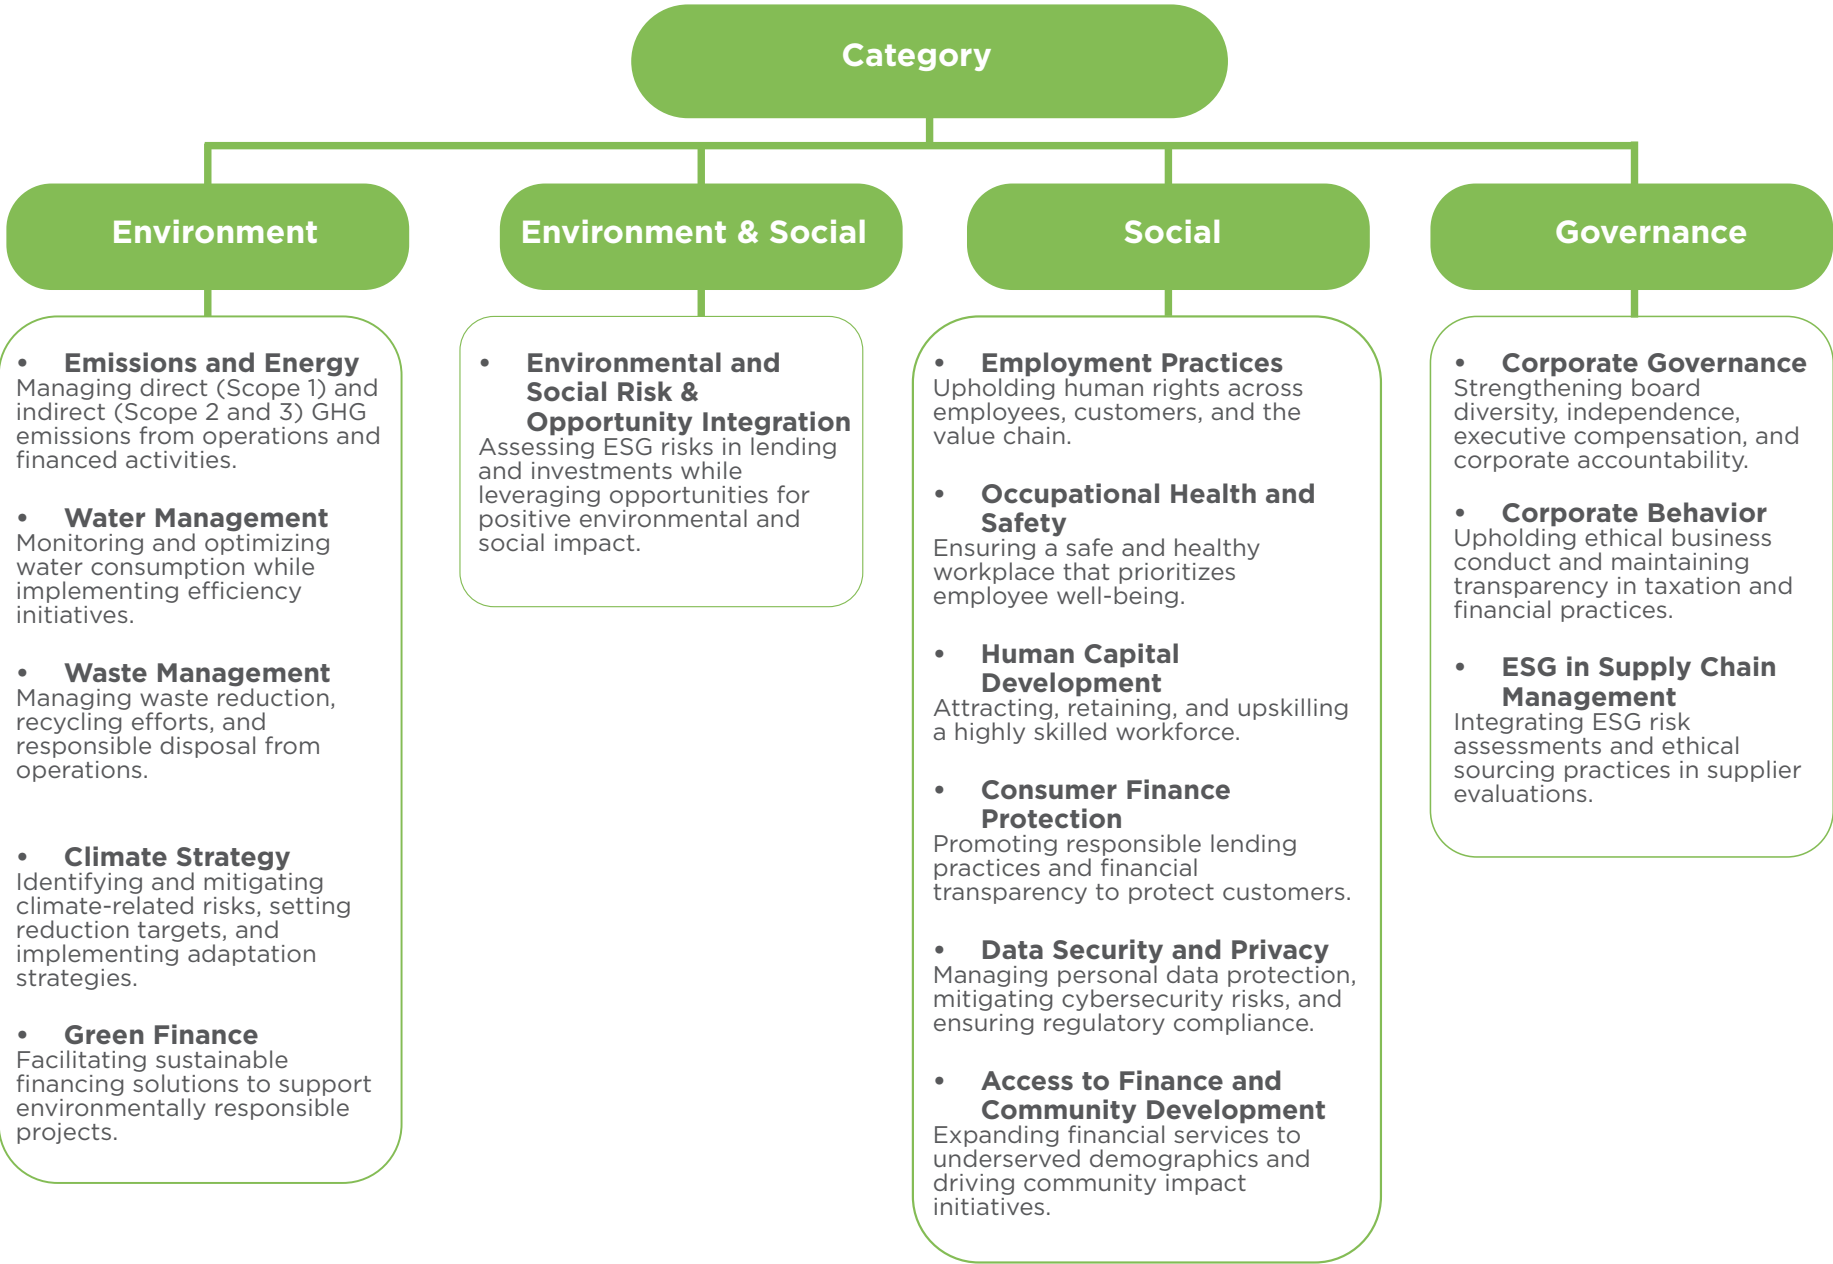 Category
Environment
Environment & Social
Social
Governance
• Emissions and Energy
Managing direct (Scope 1) and
indirect (Scope 2 and 3) GHG
emissions from operations and
financed activities.
• Water Management
Monitoring and optimizing
water consumption while
implementing efficiency
initiatives.
• Waste Management
Managing waste reduction,
recycling efforts, and
responsible disposal from
operations.
• Climate Strategy
Identifying and mitigating
climate-related risks, setting
reduction targets, and
implementing adaptation
strategies.
• Green Finance
Facilitating sustainable
financing solutions to support
environmentally responsible
projects.
• Environmental and
Social Risk &
Opportunity Integration
Assessing ESG risks in lending
and investments while
leveraging opportunities for
positive environmental and
social impact.
• Employment Practices
Upholding human rights across
employees, customers, and the
value chain.
• Occupational Health and
Safety
Ensuring a safe and healthy
workplace that prioritizes
employee well-being.
• Human Capital
Development
Attracting, retaining, and upskilling
a highly skilled workforce.
• Consumer Finance
Protection
Promoting responsible lending
practices and financial
transparency to protect customers.
• Data Security and Privacy
Managing personal data protection,
mitigating cybersecurity risks, and
ensuring regulatory compliance.
• Access to Finance and
Community Development
Expanding financial services to
underserved demographics and
driving community impact
initiatives.
• Corporate Governance
Strengthening board
diversity, independence,
executive compensation, and
corporate accountability.
• Corporate Behavior
Upholding ethical business
conduct and maintaining
transparency in taxation and
financial practices.
• ESG in Supply Chain
Management
Integrating ESG risk
assessments and ethical
sourcing practices in supplier
evaluations.